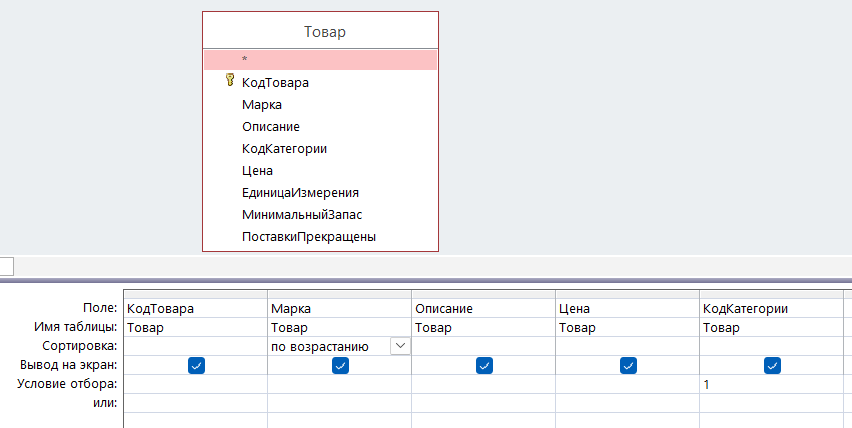 Товар
*
КодТовара
Марка
Описание
КодКатегории
Цена
ЕдиницаИзмерения
МинимальныйЗапас
ПоставкиПрекращены
Поле: КодТовара Марка Описание Цена КодКатегории
Имя таблицы: Товар Товар Товар Товар Товар
Сортировка: по возрастанию
Вывод на экран:
Условие отбора: 1
или: